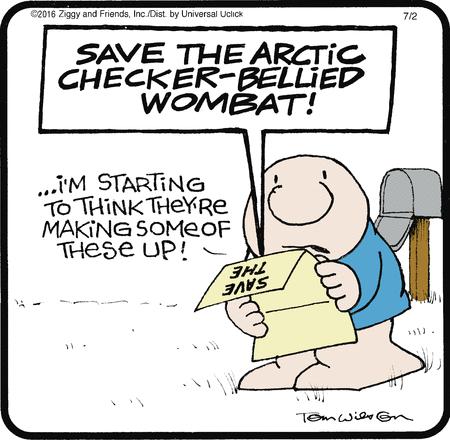 ©2016 Ziggy and Friends, Inc./Dist. by Universal Uclick
7/2
SAVE THE ARCTIC
CHECKER-BELLIED
WOMBAT!
...I'M STARTING
TO THINK THEY'RE
MAKING SOME OF
THESE UP!
SAVE
THE
Tom Wilson